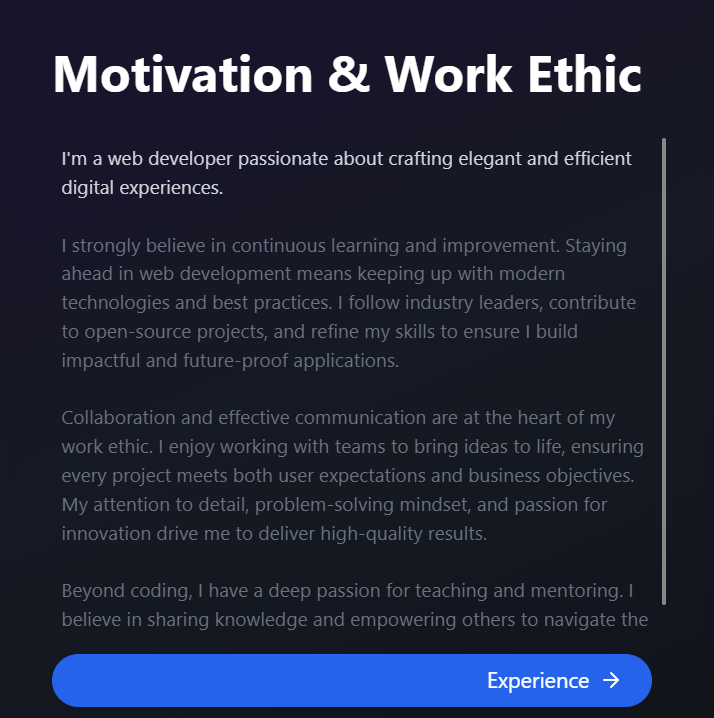 Motivation & Work Ethic
I'm a web developer passionate about crafting elegant and efficient
digital experiences.
I strongly believe in continuous learning and improvement. Staying
ahead in web development means keeping up with modern
technologies and best practices. I follow industry leaders, contribute
to open-source projects, and refine my skills to ensure I build
impactful and future-proof applications.
Collaboration and effective communication are at the heart of my
work ethic. I enjoy working with teams to bring ideas to life, ensuring
every project meets both user expectations and business objectives.
My attention to detail, problem-solving mindset, and passion for
innovation drive me to deliver high-quality results.
Beyond coding, I have a deep passion for teaching and mentoring. I
believe in sharing knowledge and empowering others to navigate the
Experience →